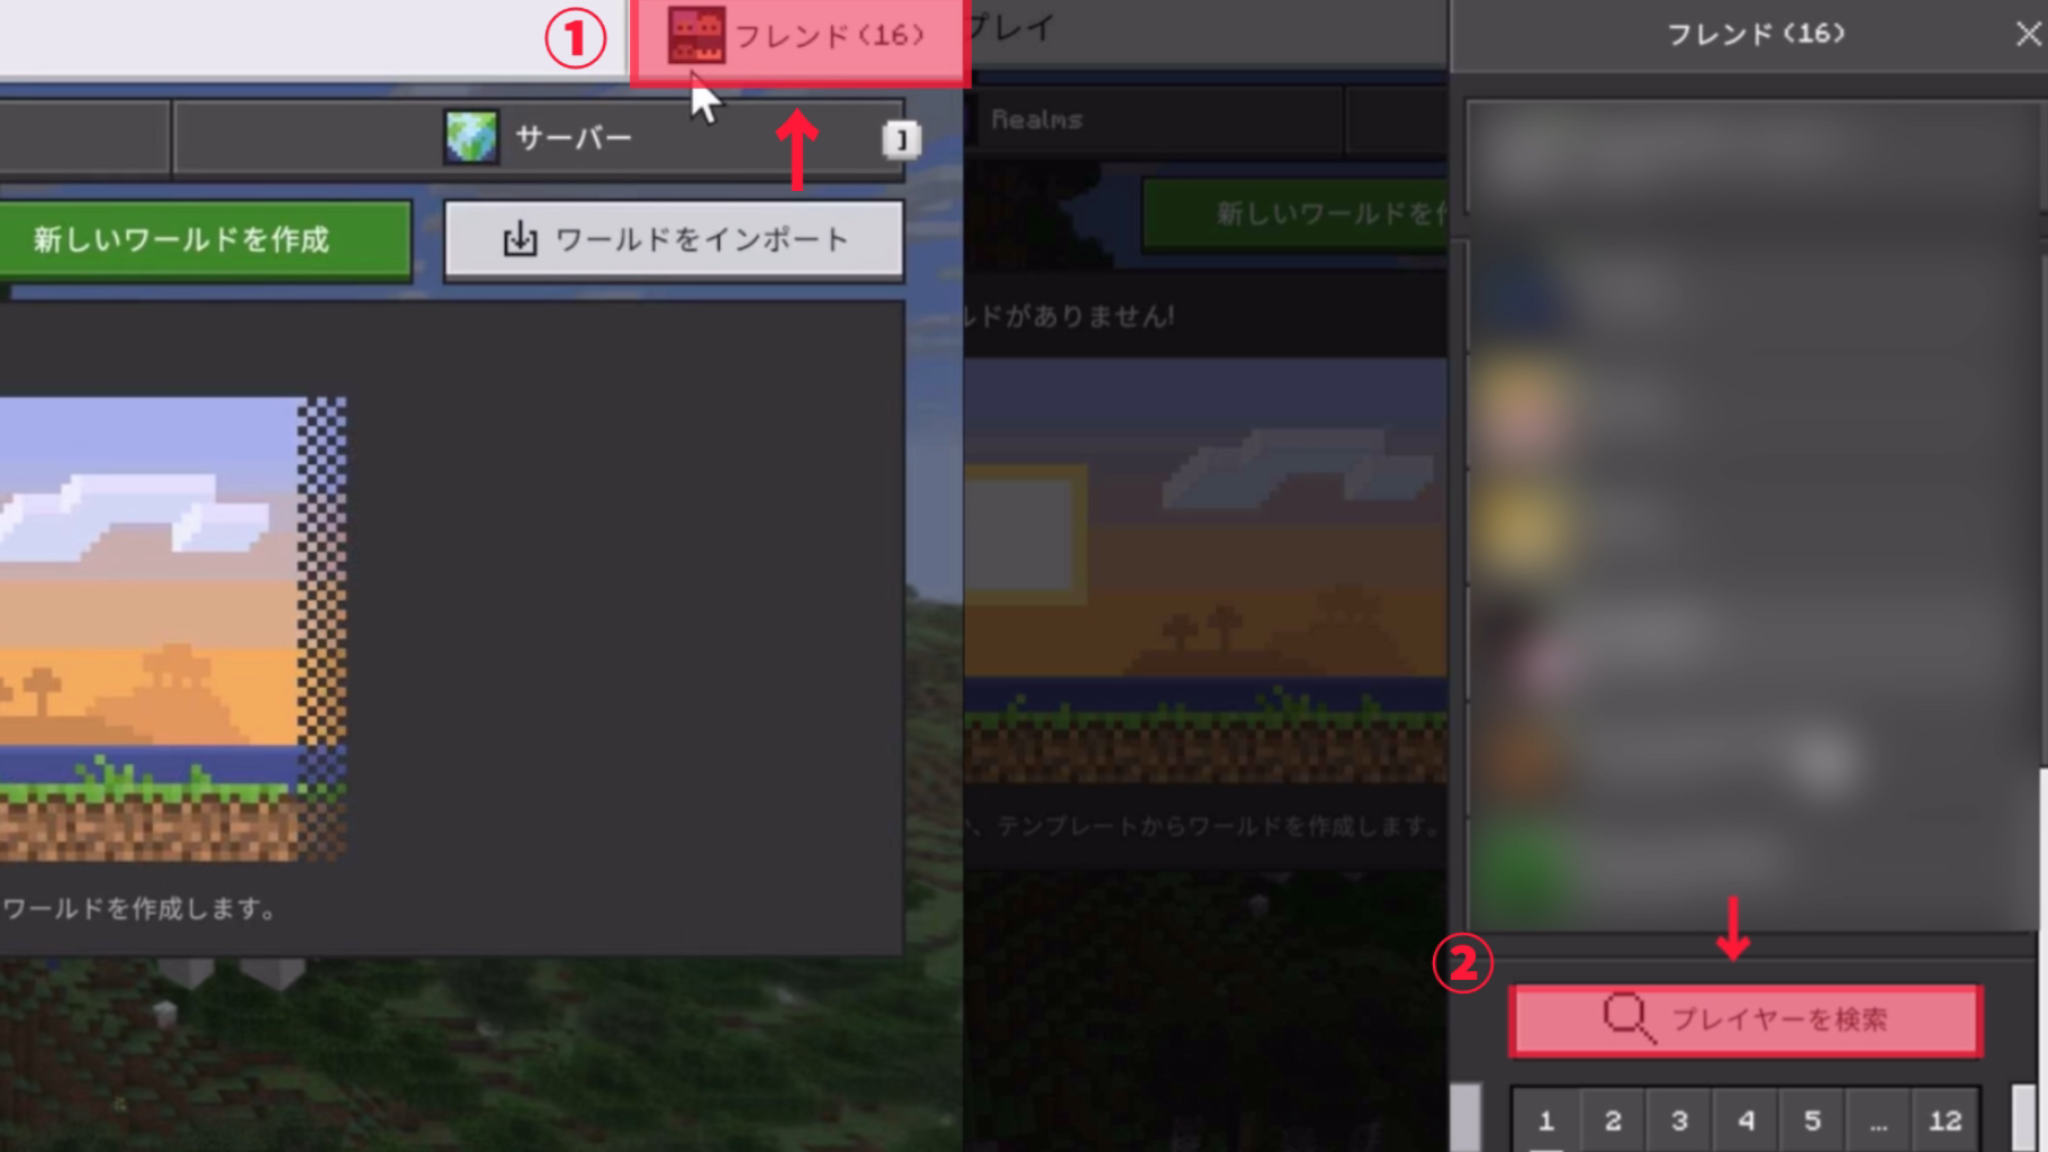 ①
フレンド(16)
サーバー
]
新しいワールドを作成
ワールドをインポート
ワールドを作成します。
プレイ
Realms
新しいワールドを
ルドがありません!
、テンプレートからワールドを作成します。
フレンド(16)
②
プレイヤーを検索
1 2 3 4 5 ... 12